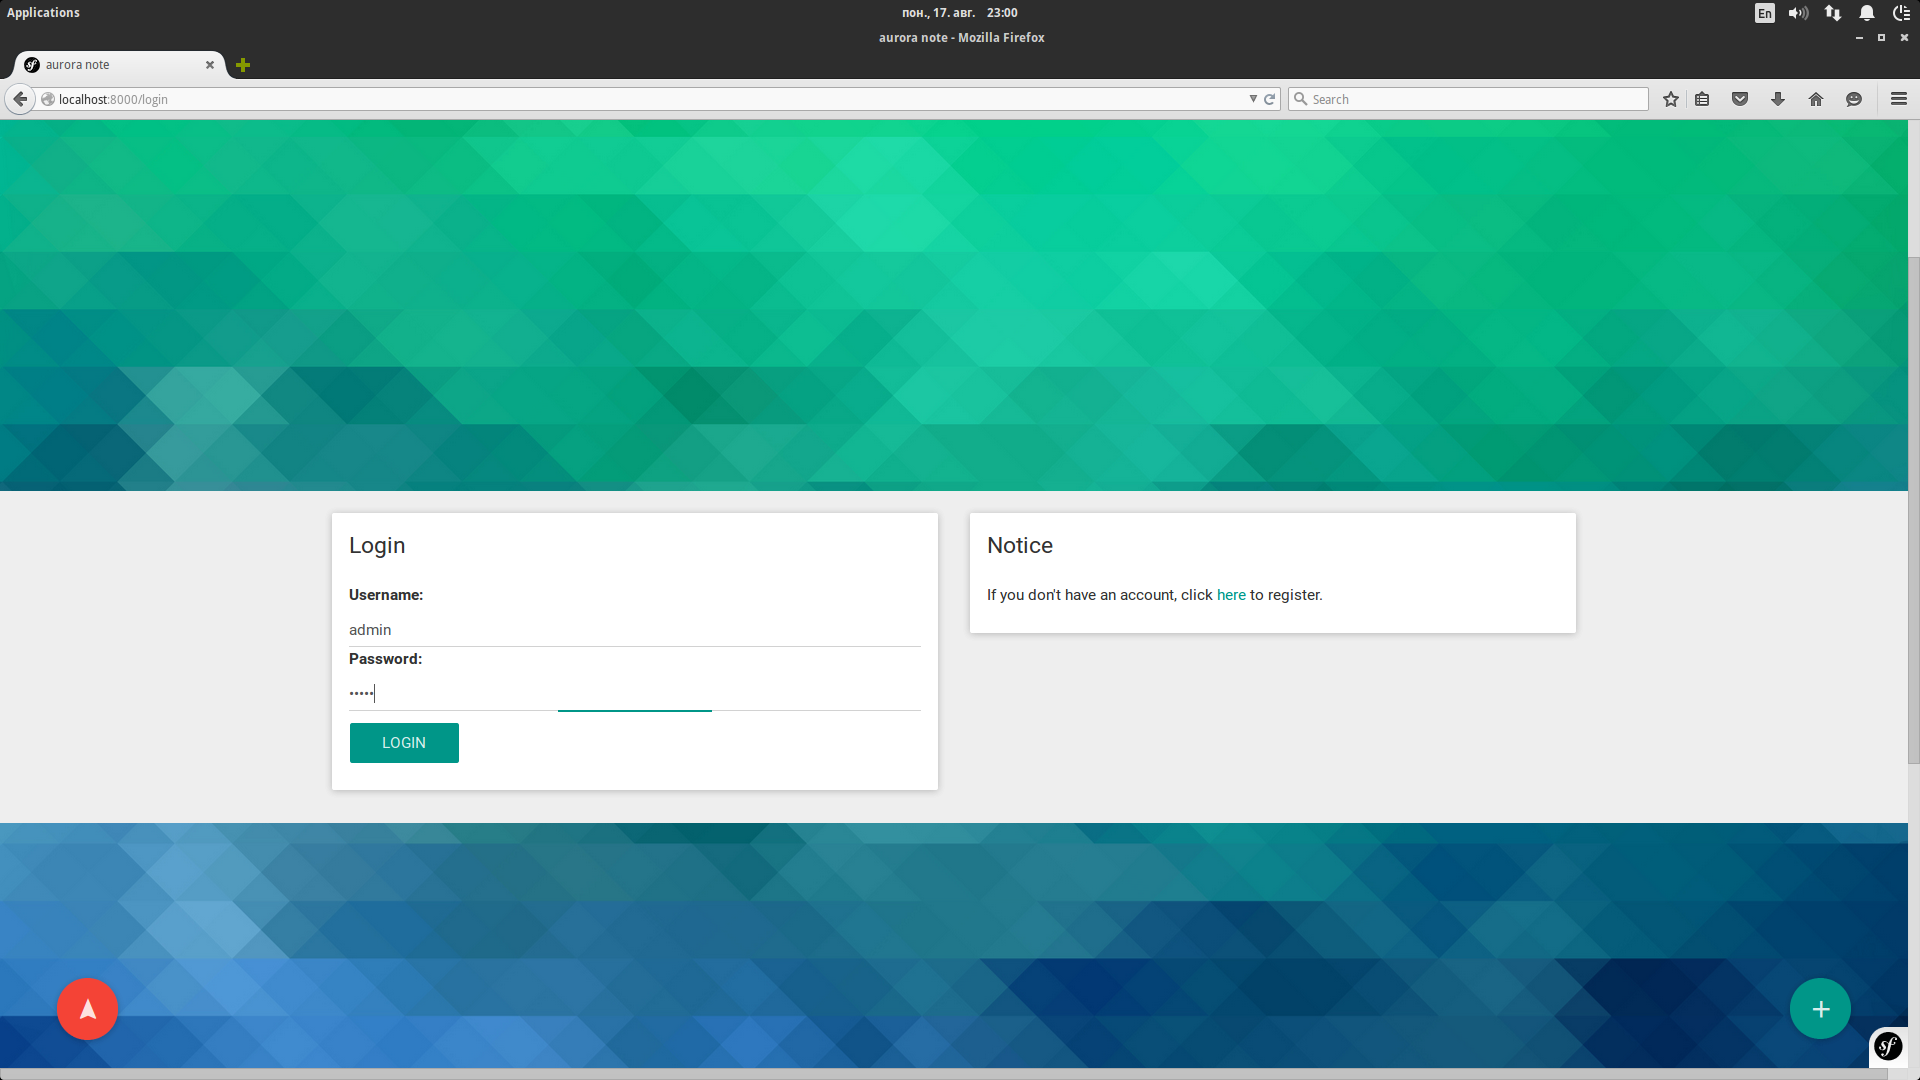 Applications
пон., 17. авг. 23:00
En
aurora note - Mozilla Firefox
sf aurora note
localhost:8000/login
Search
Login
Username:
admin
Password:
•••••
LOGIN
Notice
If you don't have an account, click here to register.
sf